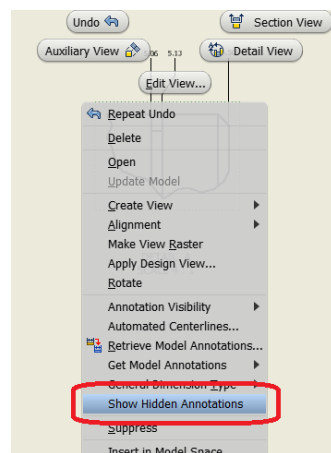 Undo
Section View
Auxiliary View
5.13
Detail View
Edit View...
Repeat Undo
Delete
Open
Update Model
Create View
Alignment
Make View Raster
Apply Design View...
Rotate
Annotation Visibility
Automated Centerlines...
Retrieve Model Annotations...
Get Model Annotations
General Dimension Type
Show Hidden Annotations
Suppress
Insert in Model Space